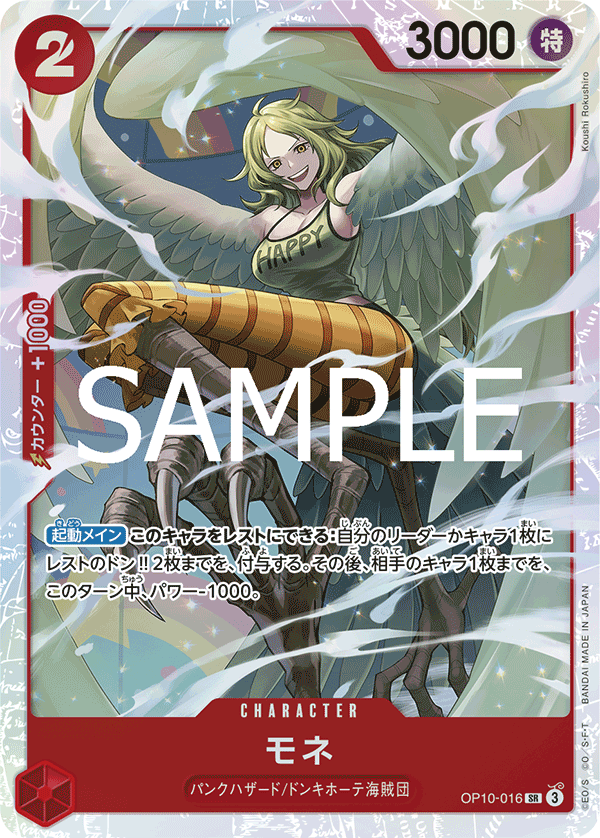 2
3000
特
Koushi Rokushiro
HAPPY
カウンター +1000
SAMPLE
起動メイン このキャラをレストにできる：自分のリーダーかキャラ1枚に
レストのドン!!2枚までを、付与する。その後、相手のキャラ1枚までを、
このターン中、パワー-1000。
BANDAI MADE IN JAPAN
©E/S ©O/S・F・T
CHARACTER
モネ
パンクハザード/ドンキホーテ海賊団
OP10-016 SR 3